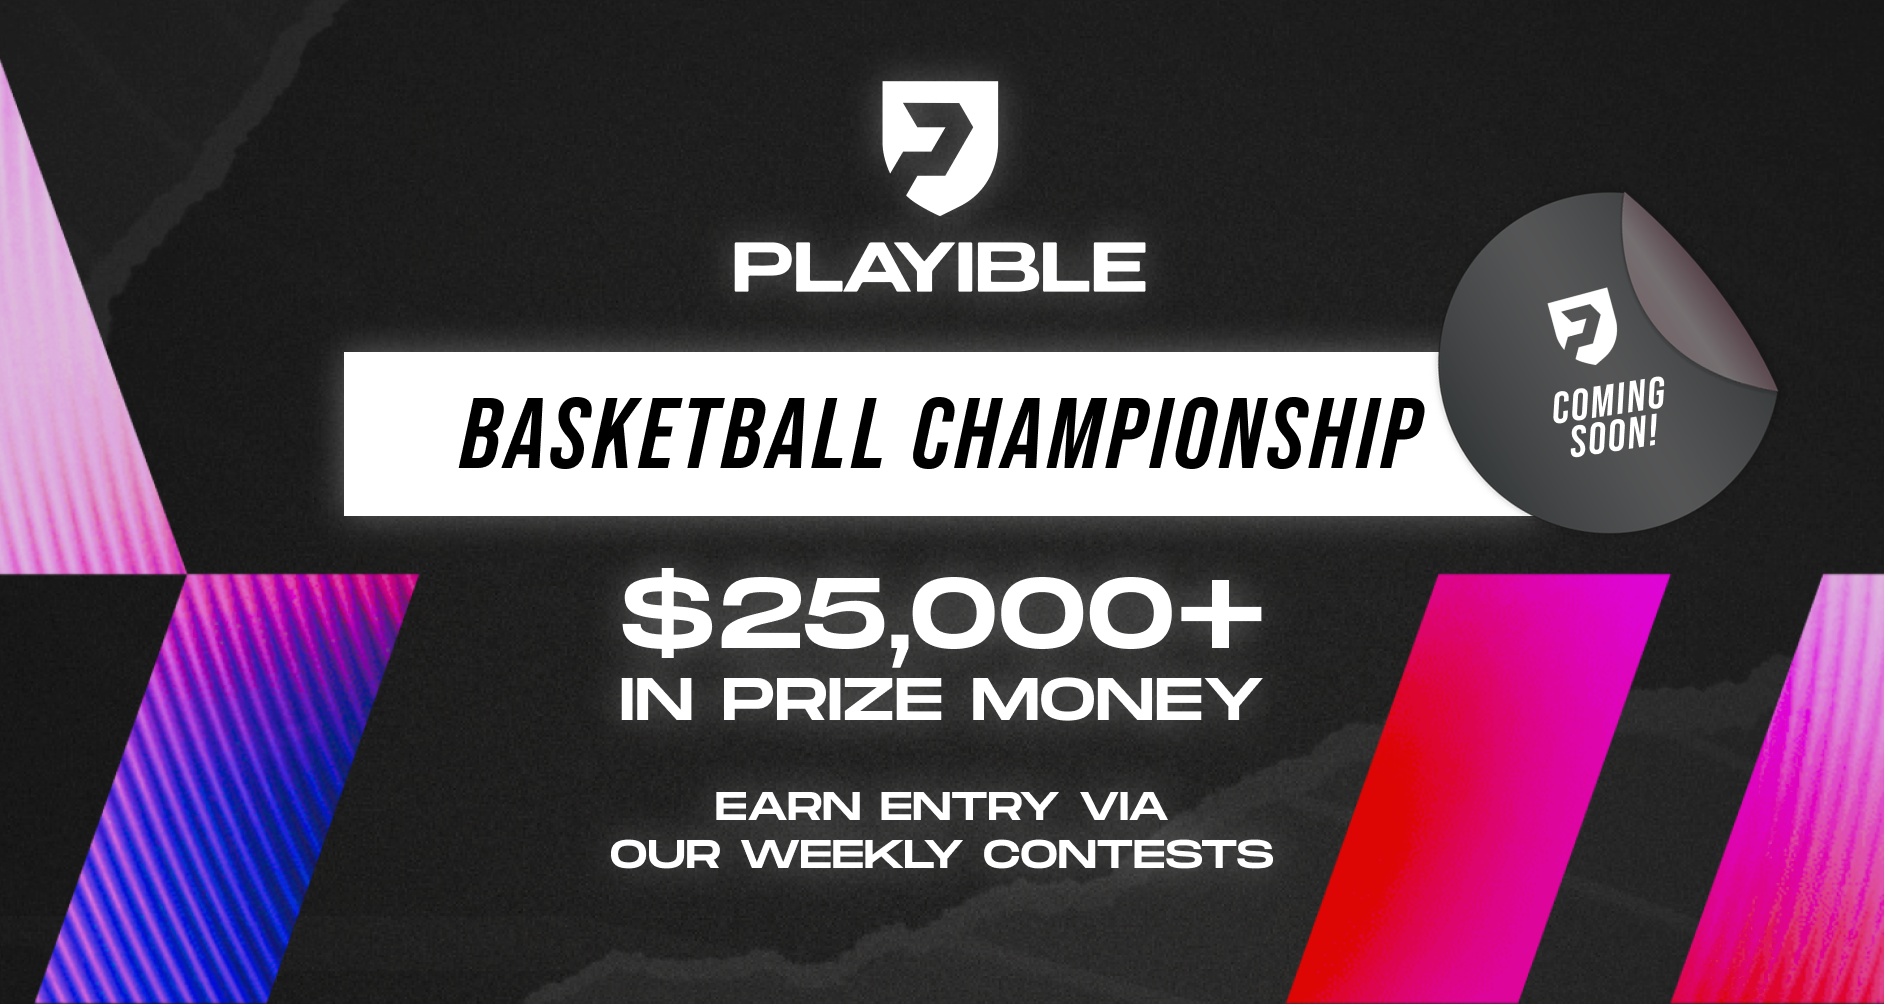 PLAYIBLE
BASKETBALL CHAMPIONSHIP
COMING
SOON!
$25,000+
IN PRIZE MONEY
EARN ENTRY VIA
OUR WEEKLY CONTESTS